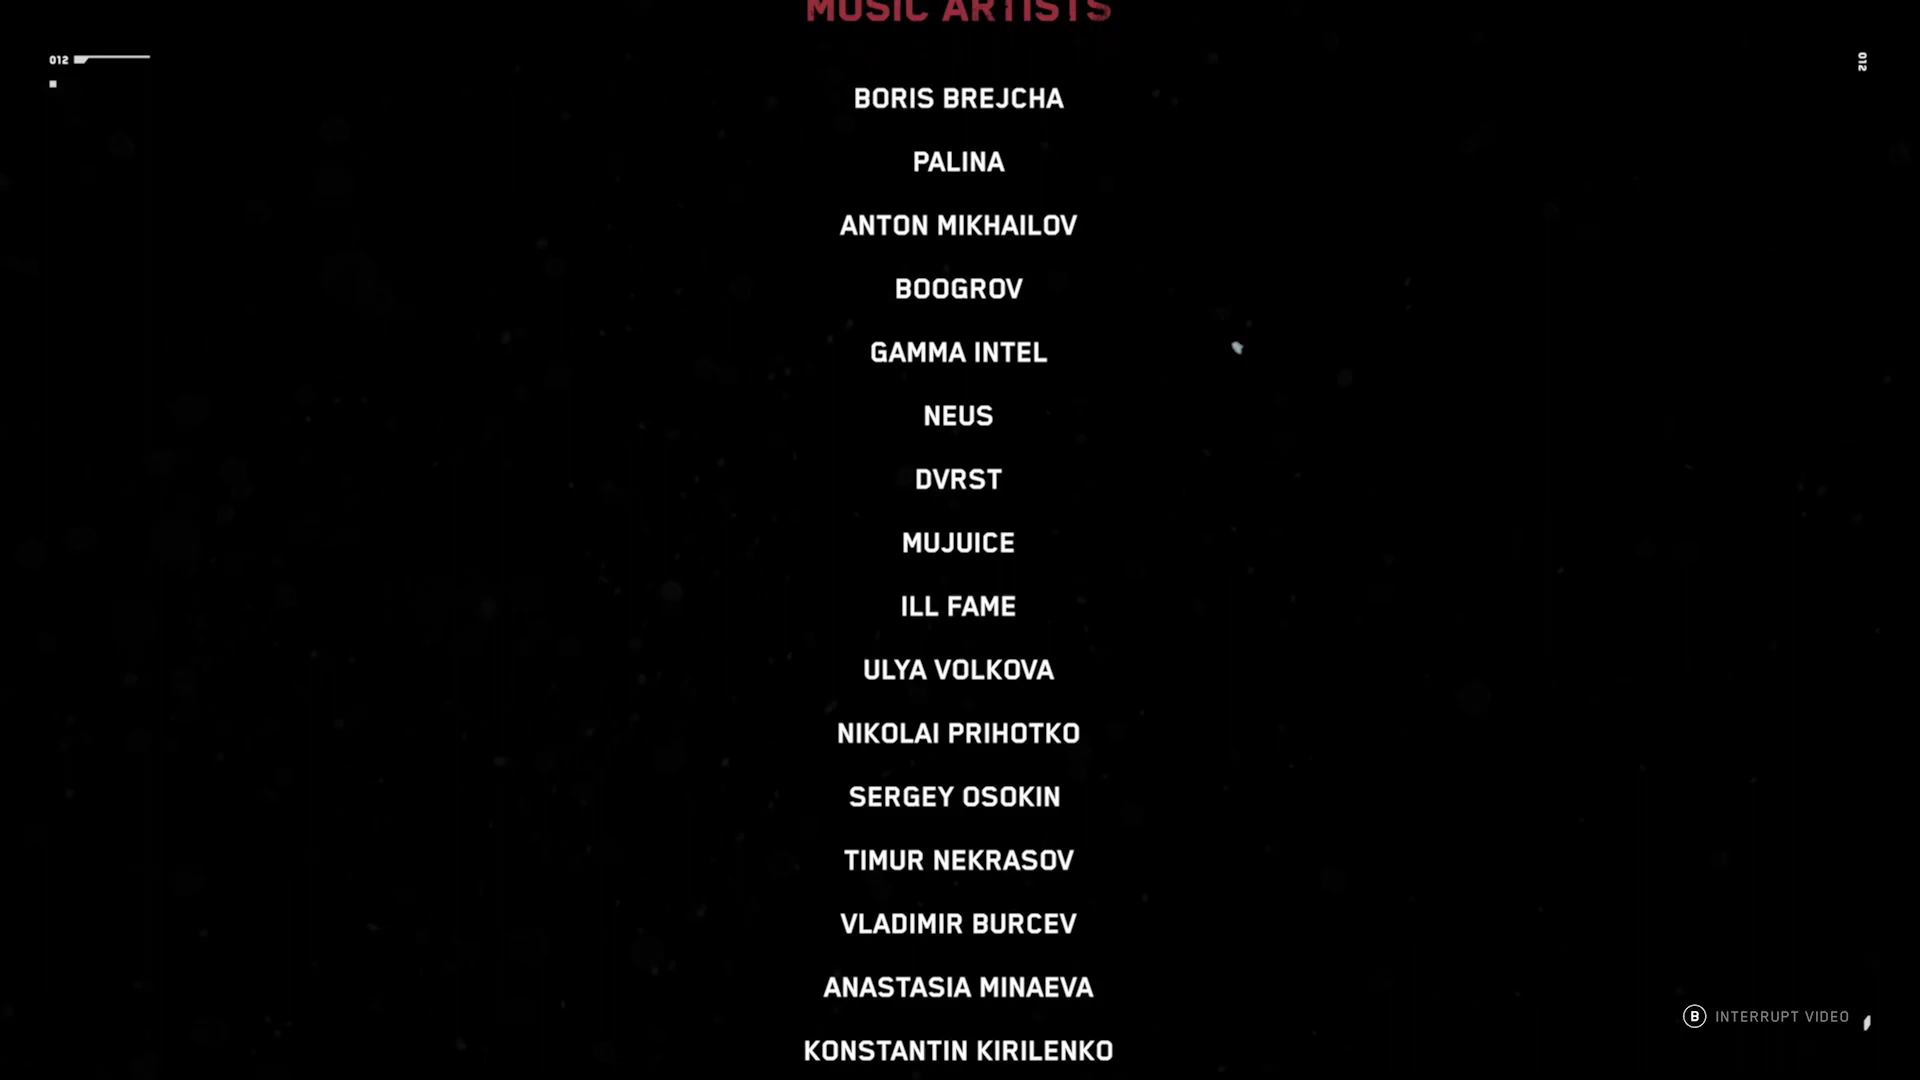 MUSIC ARTISTS
012
012
BORIS BREJCHA
PALINA
ANTON MIKHAILOV
BOOGROV
GAMMA INTEL
NEUS
DVRST
MUJUICE
ILL FAME
ULYA VOLKOVA
NIKOLAI PRIHOTKO
SERGEY OSOKIN
TIMUR NEKRASOV
VLADIMIR BURCEV
ANASTASIA MINAEVA
B INTERRUPT VIDEO
KONSTANTIN KIRILENKO